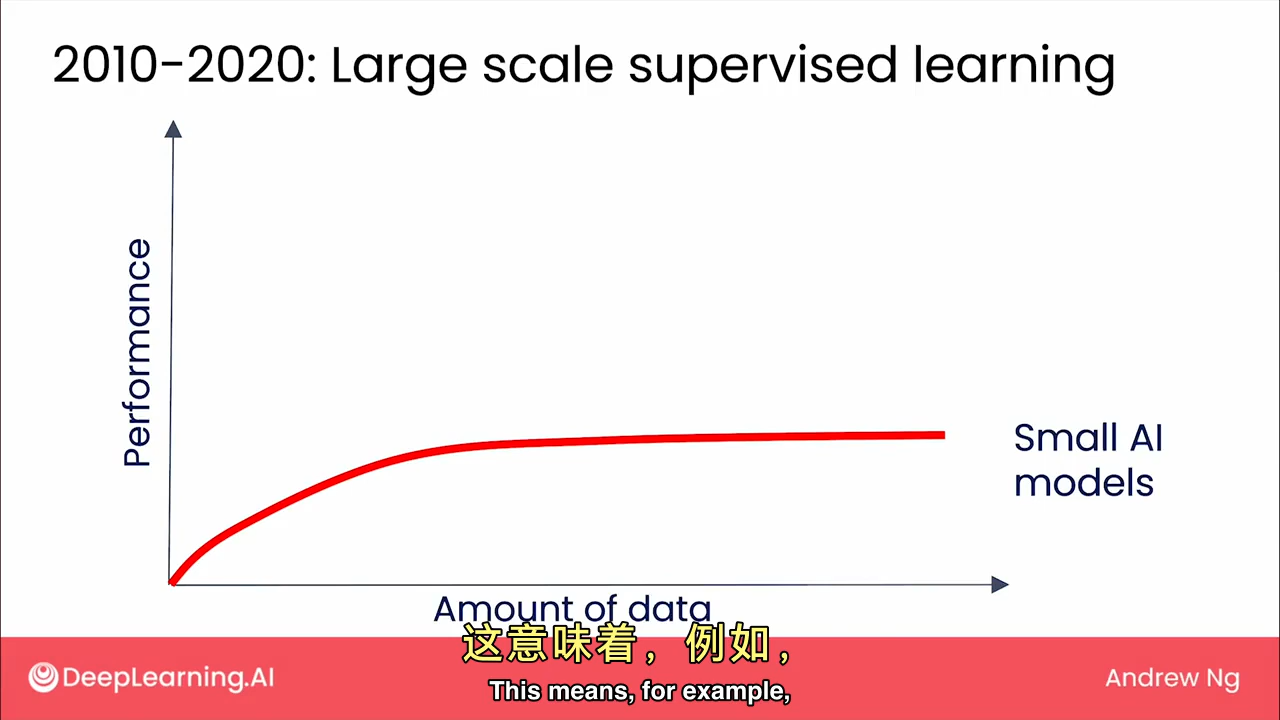 2010-2020: Large scale supervised learning
Performance
Small AI
models
Amount of data
这意味着，例如，
This means, for example,
DeepLearning.AI
Andrew Ng